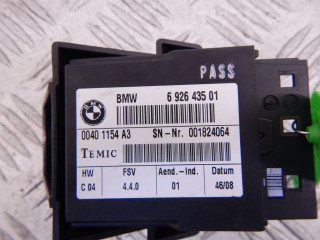 PASS
BMW 6 926 435 01
0040 1154 A3 SN-Nr. 001824064
TEMIC
HW FSV Aend.-Ind. Datum
C 04 4.4.0 01 46/08